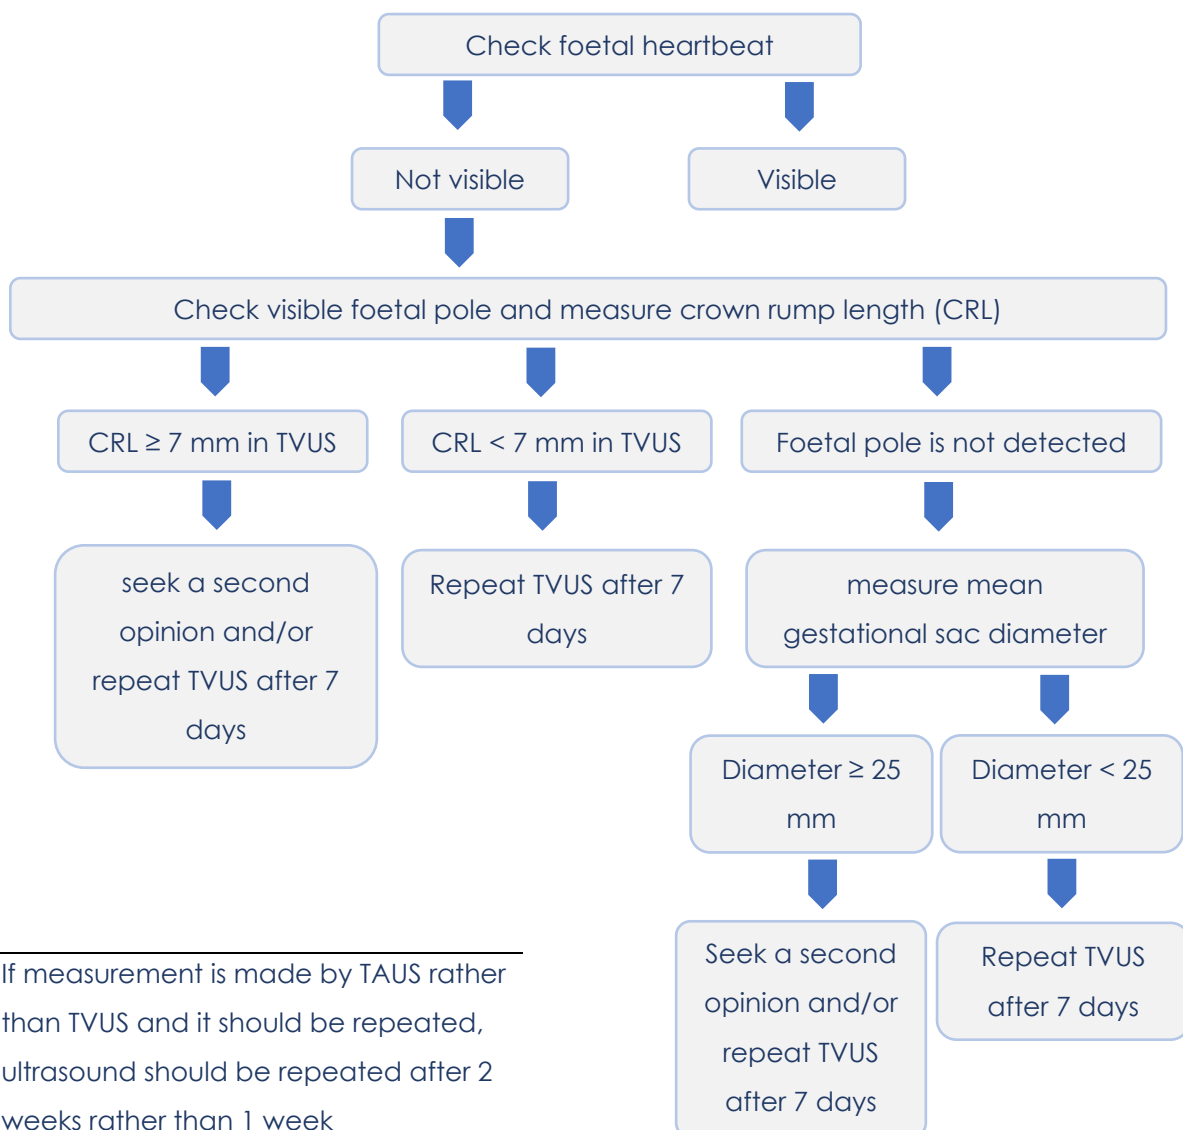 Check foetal heartbeat
Not visible
Visible
Check visible foetal pole and measure crown rump length (CRL)
CRL ≥ 7 mm in TVUS
CRL < 7 mm in TVUS
Foetal pole is not detected
seek a second
opinion and/or
repeat TVUS after 7
days
Repeat TVUS after 7
days
measure mean
gestational sac diameter
Diameter ≥ 25
mm
Diameter < 25
mm
Seek a second
opinion and/or
repeat TVUS
after 7 days
Repeat TVUS
after 7 days
If measurement is made by TAUS rather
than TVUS and it should be repeated,
ultrasound should be repeated after 2
weeks rather than 1 week